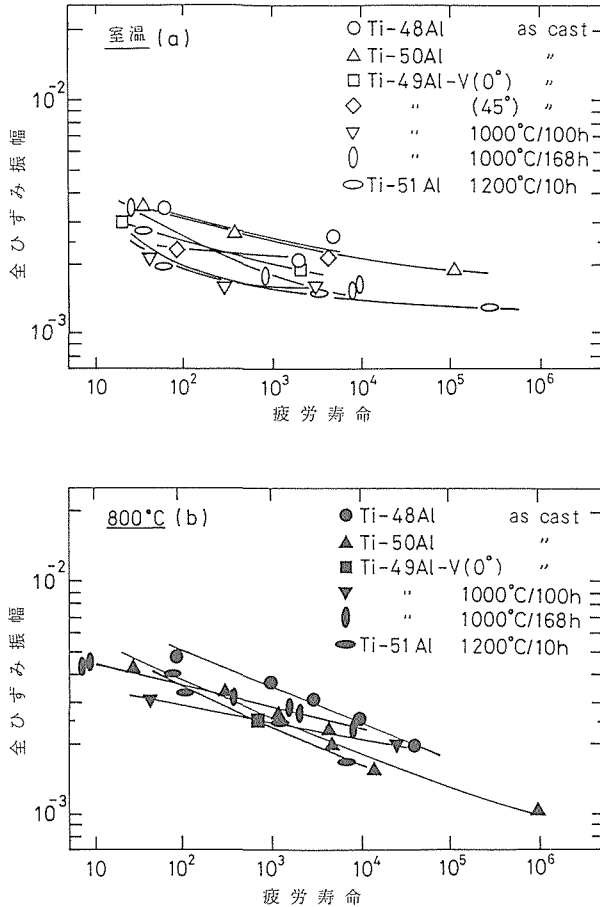 室温 (a)
○ Ti-48Al as cast
△ Ti-50Al 〃
□ Ti-49Al-V(0°) 〃
◇ 〃 (45°) 〃
▽ 〃 1000°C/100h
〃 1000°C/168h
Ti-51Al 1200°C/10h
全ひずみ振幅
10⁻²
10⁻³
10 10² 10³ 10⁴ 10⁵ 10⁶
疲労寿命
800°C (b)
● Ti-48Al as cast
▲ Ti-50Al 〃
■ Ti-49Al-V(0°) 〃
▼ 〃 1000°C/100h
〃 1000°C/168h
Ti-51Al 1200°C/10h
全ひずみ振幅
10⁻²
10⁻³
10 10² 10³ 10⁴ 10⁵ 10⁶
疲労寿命